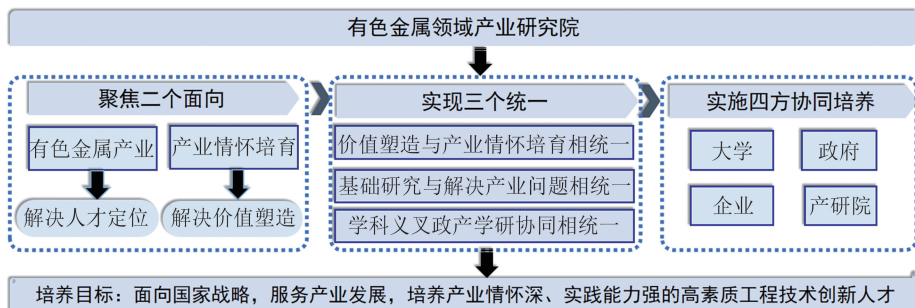 有色金属领域产业研究院
聚焦二个面向
有色金属产业
产业情怀培育
解决人才定位
解决价值塑造
实现三个统一
价值塑造与产业情怀培育相统一
基础研究与解决产业问题相统一
学科义叉政产学研协同相统一
实施四方协同培养
大学
政府
企业
产研院
培养目标：面向国家战略，服务产业发展，培养产业情怀深、实践能力强的高素质工程技术创新人才